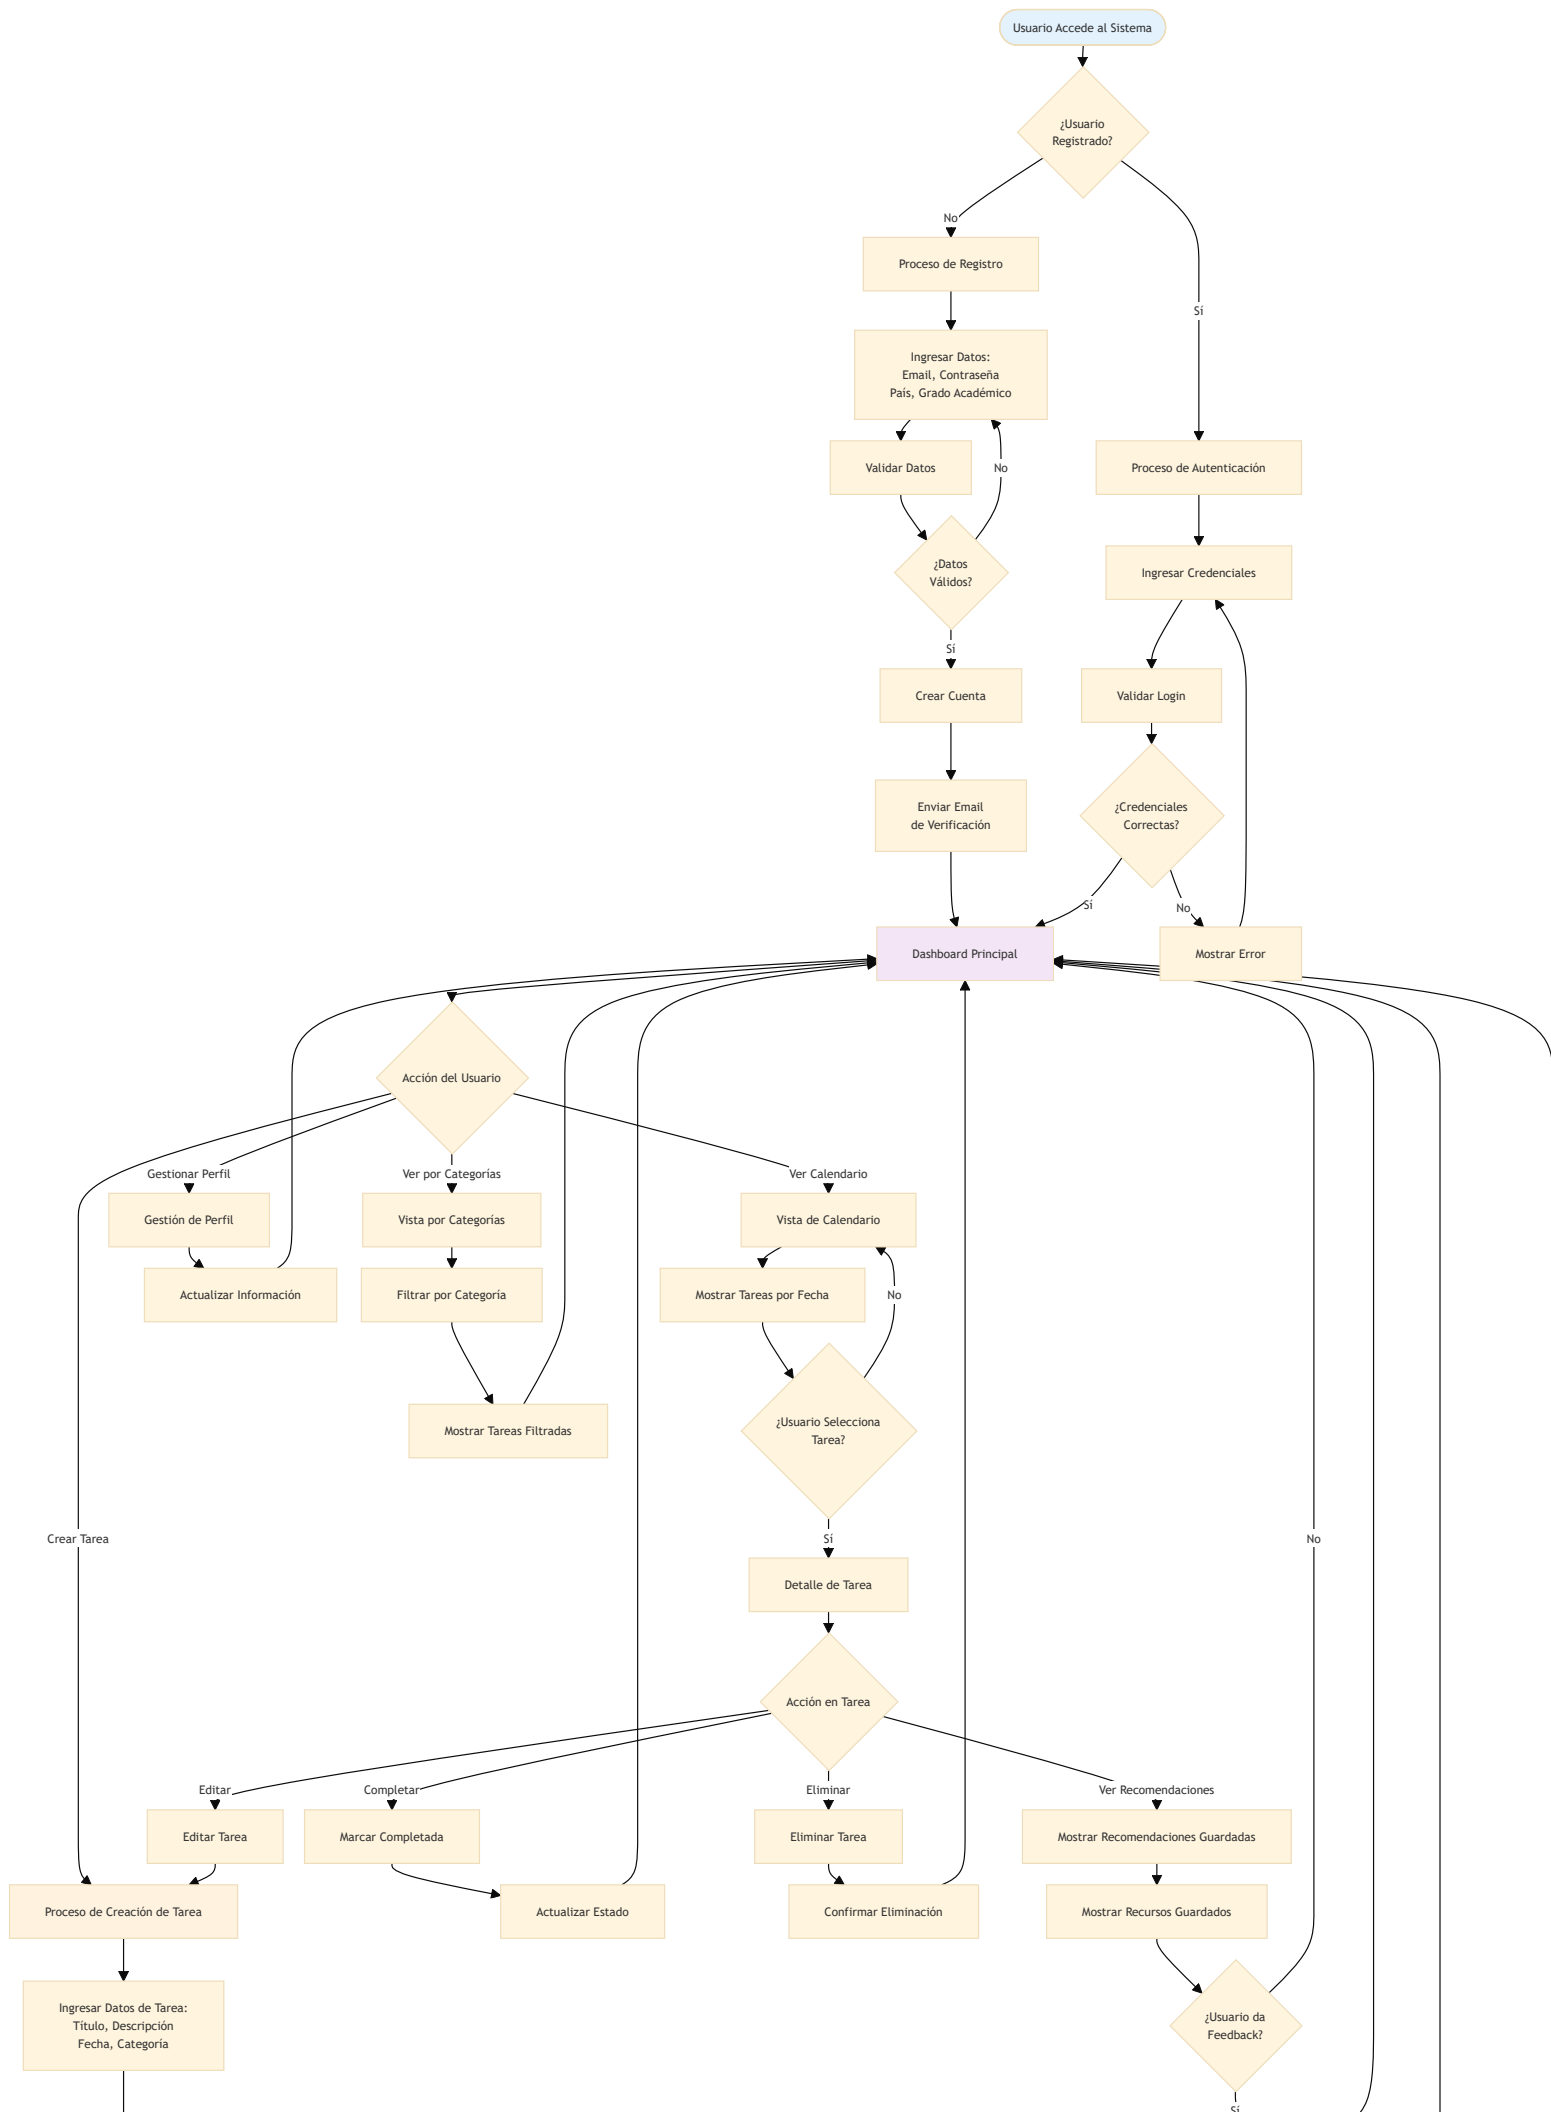 Usuario Accede al Sistema
¿Usuario
Registrado?
No
Proceso de Registro
Sí
Ingresar Datos:
Email, Contraseña
País, Grado Académico
Validar Datos
No
Proceso de Autenticación
¿Datos
Válidos?
Ingresar Credenciales
Sí
Crear Cuenta
Validar Login
Enviar Email
de Verificación
¿Credenciales
Correctas?
Sí
No
Dashboard Principal
Mostrar Error
Acción del Usuario
Gestionar Perfil
Ver por Categorías
Ver Calendario
Gestión de Perfil
Vista por Categorías
Vista de Calendario
Actualizar Información
Filtrar por Categoría
Mostrar Tareas por Fecha
No
Mostrar Tareas Filtradas
¿Usuario Selecciona
Tarea?
Crear Tarea
Sí
No
Detalle de Tarea
Acción en Tarea
Editar
Completar
Eliminar
Ver Recomendaciones
Editar Tarea
Marcar Completada
Eliminar Tarea
Mostrar Recomendaciones Guardadas
Proceso de Creación de Tarea
Actualizar Estado
Confirmar Eliminación
Mostrar Recursos Guardados
Ingresar Datos de Tarea:
Título, Descripción
Fecha, Categoría
¿Usuario da
Feedback?
Sí